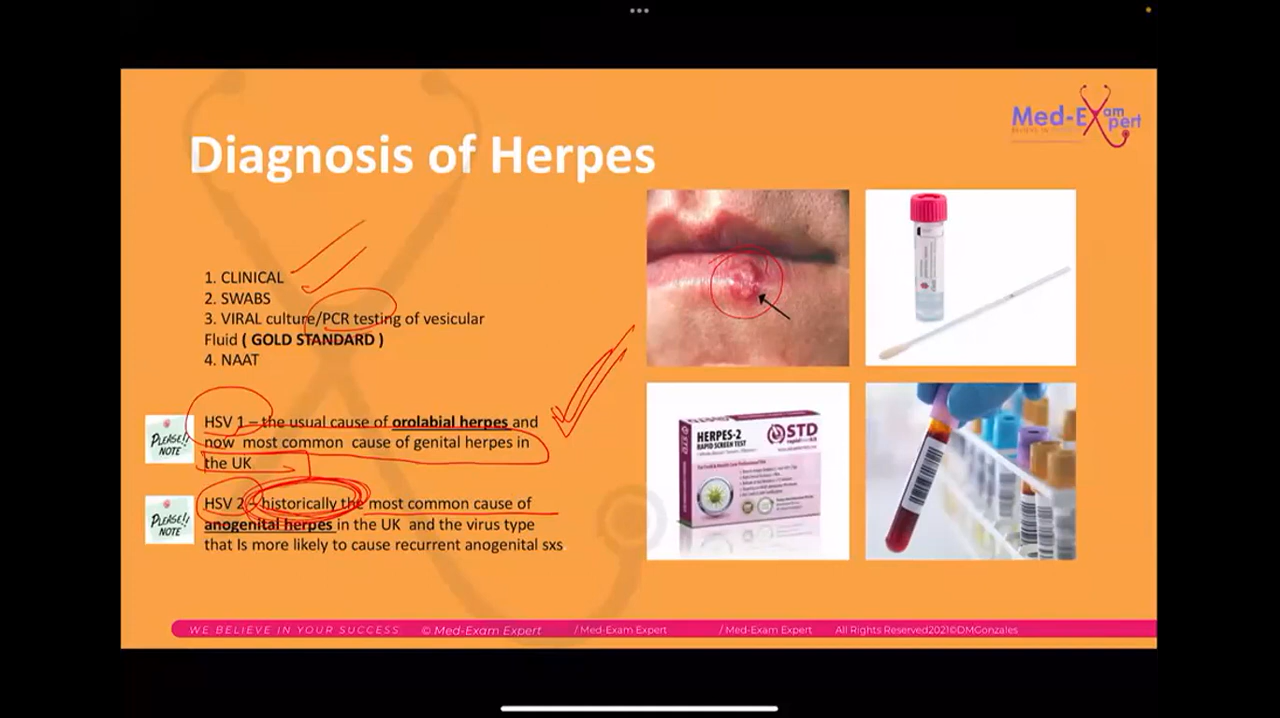 Med-Exam
Expert
Diagnosis of Herpes
1. CLINICAL
2. SWABS
3. VIRAL culture/PCR testing of vesicular
Fluid ( GOLD STANDARD )
4. NAAT
PLEASE!!
NOTE
HSV 1 – the usual cause of orolabial herpes and
now most common cause of genital herpes in
the UK
PLEASE!!
NOTE
HSV 2 – historically the most common cause of
anogenital herpes in the UK and the virus type
that Is more likely to cause recurrent anogenital sxs
HERPES-2
RAPID SCREEN TEST
STD
WE BELIEVE IN YOUR SUCCESS © Med-Exam Expert / Med-Exam Expert / Med-Exam Expert All Rights Reserved2021©DMGonzales